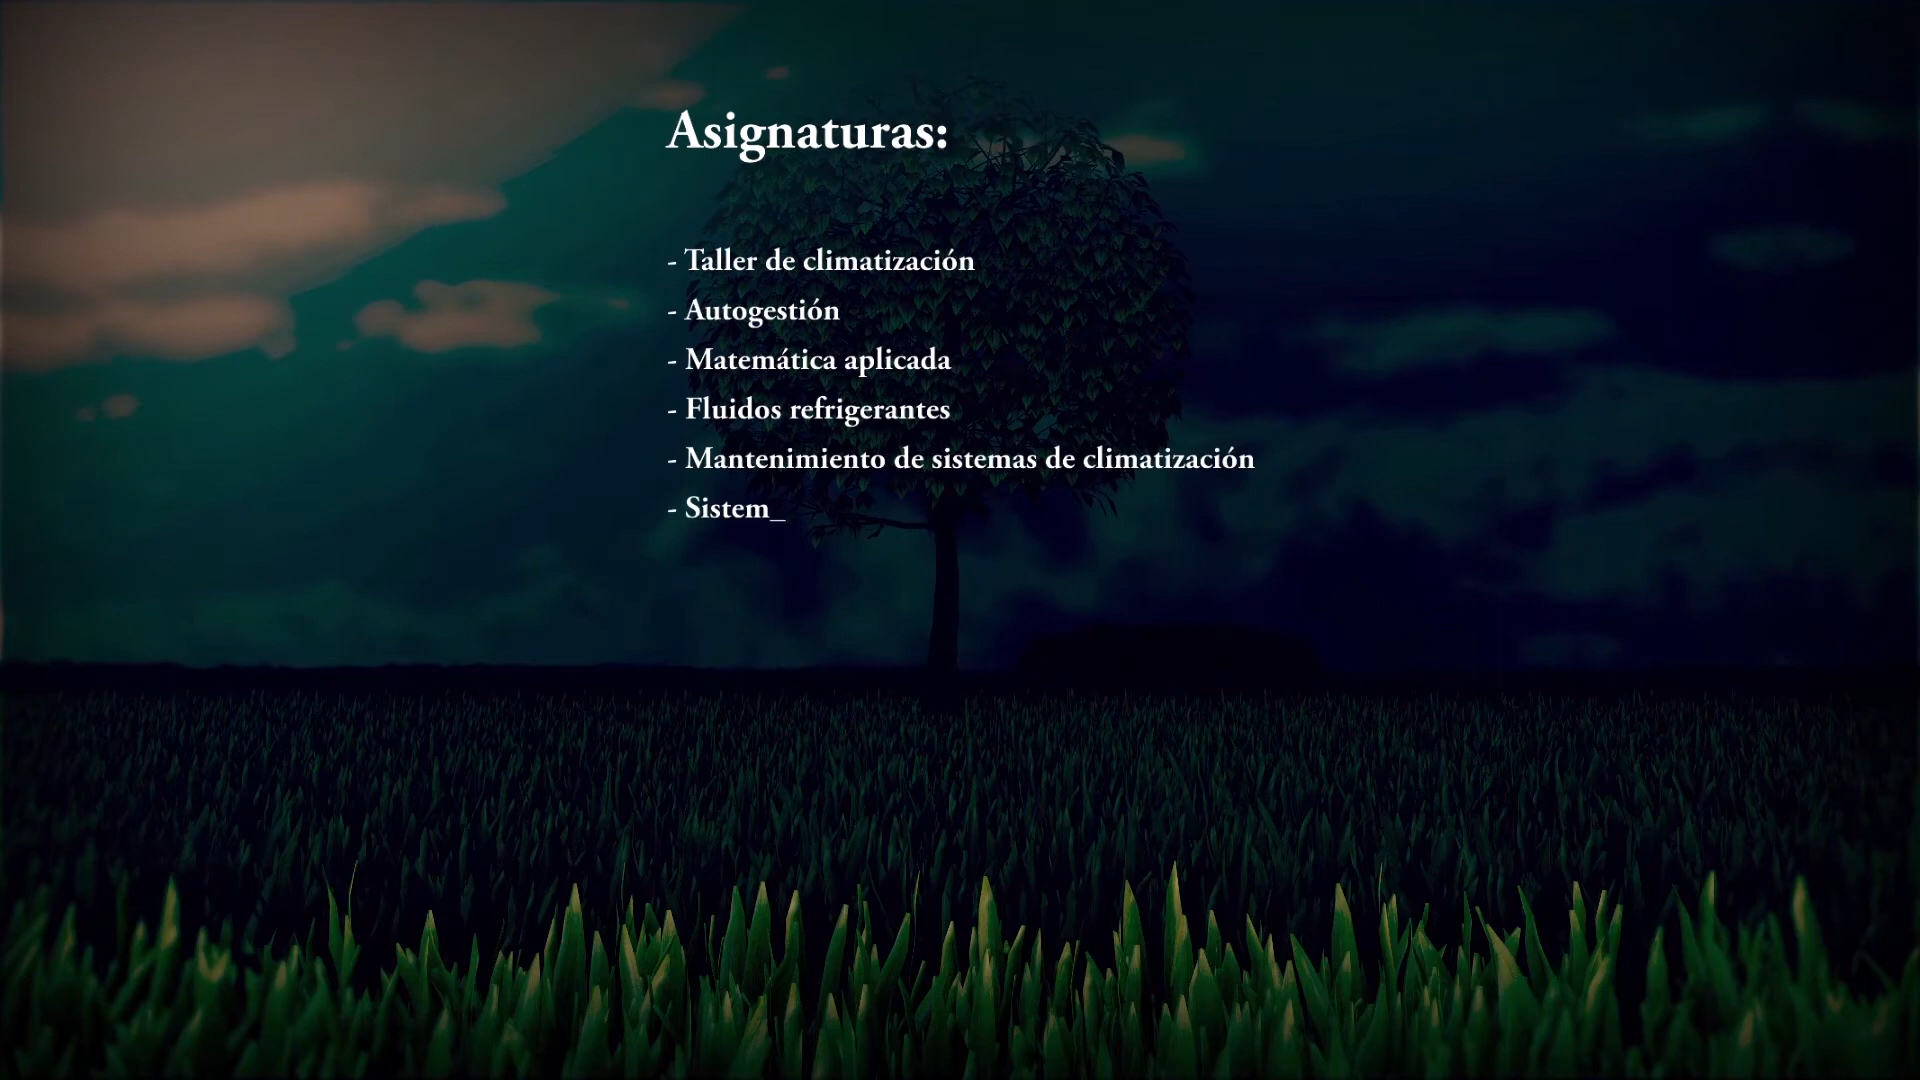 Asignaturas:
- Taller de climatización
- Autogestión
- Matemática aplicada
- Fluidos refrigerantes
- Mantenimiento de sistemas de climatización
- Sistem_